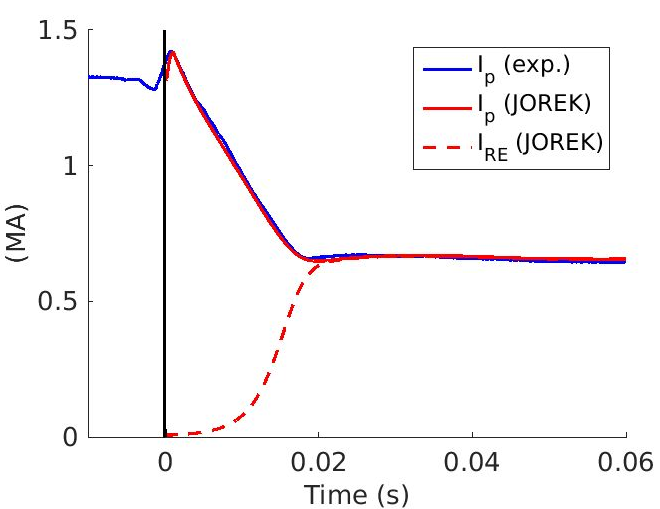 1.5
1
0.5
0
(MA)
I_p (exp.)
I_p (JOREK)
I_RE (JOREK)
0
0.02
0.04
0.06
Time (s)